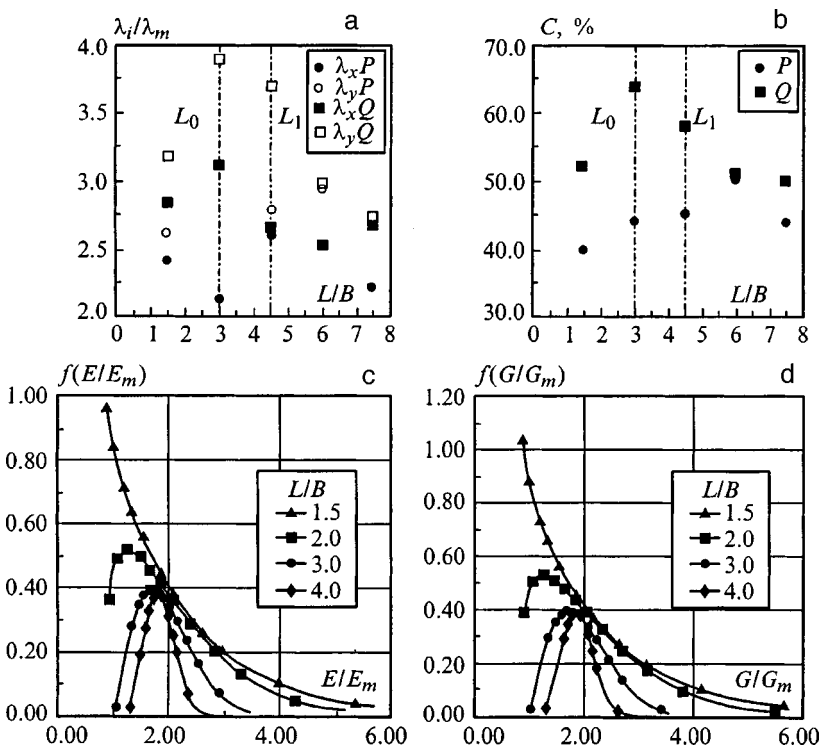 λi/λm
a
4.0
3.5
3.0
2.5
2.0
λxP
λyP
λxQ
λyQ
L0
L1
L/B
0 1 2 3 4 5 6 7 8
C, %
b
70.0
60.0
50.0
40.0
30.0
P
Q
L0
L1
L/B
0 1 2 3 4 5 6 7 8
f(E/Em)
c
1.00
0.80
0.60
0.40
0.20
0.00
L/B
1.5
2.0
3.0
4.0
E/Em
0.00 2.00 4.00 6.00
f(G/Gm)
d
1.20
1.00
0.80
0.60
0.40
0.20
0.00
L/B
1.5
2.0
3.0
4.0
G/Gm
0.00 2.00 4.00 6.00